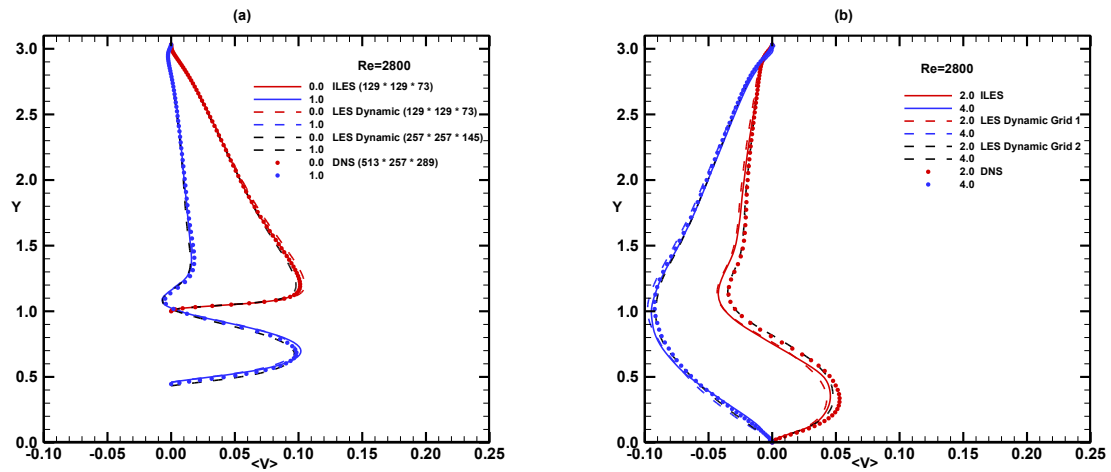 (a)
3.0
2.5
2.0
Y
1.5
1.0
0.5
0.0
-0.10 -0.05 0.00 0.05 0.10 0.15 0.20 0.25
<V>
Re=2800
0.0 ILES (129 * 129 * 73)
1.0
0.0 LES Dynamic (129 * 129 * 73)
1.0
0.0 LES Dynamic (257 * 257 * 145)
1.0
0.0 DNS (513 * 257 * 289)
1.0
(b)
3.0
2.5
2.0
Y
1.5
1.0
0.5
0.0
-0.10 -0.05 0.00 0.05 0.10 0.15 0.20 0.25
<V>
Re=2800
2.0 ILES
4.0
2.0 LES Dynamic Grid 1
4.0
2.0 LES Dynamic Grid 2
4.0
2.0 DNS
4.0